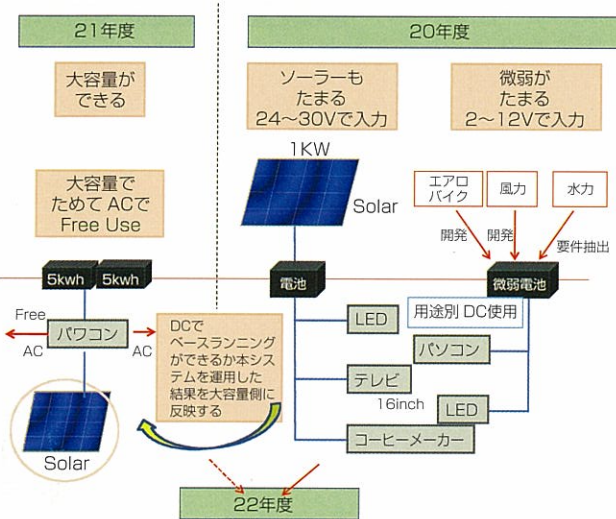 21年度
20年度
大容量が
できる
ソーラーも
たまる
24〜30Vで入力
微弱が
たまる
2〜12Vで入力
1KW
Solar
エアロ
バイク
風力
水力
開発
開発
要件抽出
大容量で
ためて ACで
Free Use
5kwh
5kwh
電池
微弱電池
Free
AC
パワコン
AC
Solar
DCで
ベースランニング
ができるか本シス
テムを運用した
結果を大容量側に
反映する
LED
テレビ
16inch
コーヒーメーカー
用途別 DC使用
パソコン
LED
22年度